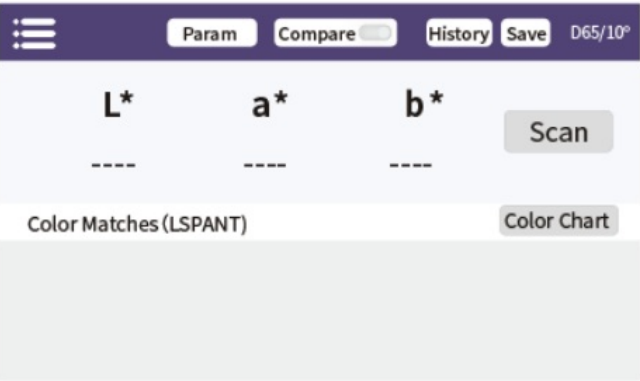 Param Compare History Save D65/10°
L* a* b*
Scan
---- ---- ----
Color Matches (LSPANT) Color Chart